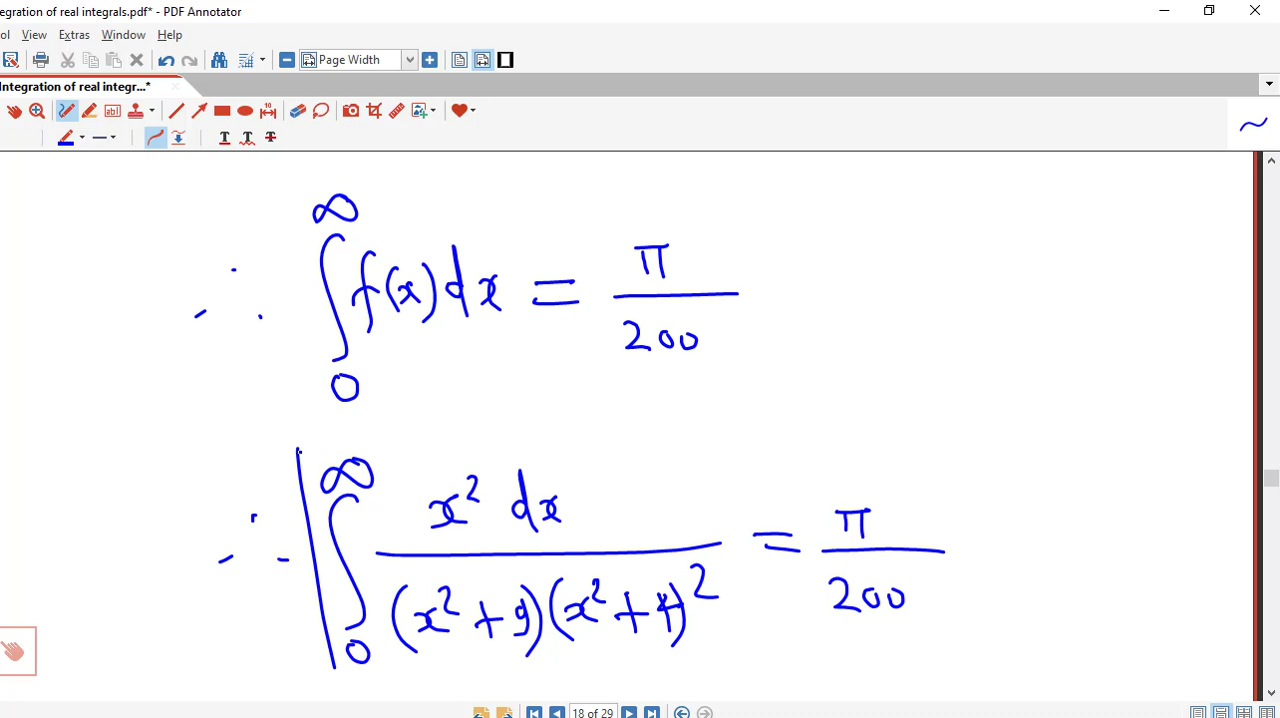 egration of real integrals.pdf* - PDF Annotator
ol View Extras Window Help
Page Width
Integration of real integr...*
∴ ∫₀^∞ f(x) dx = π/200
∴ ∫₀^∞ x² dx / (x²+9)(x²+4)² = π/200
18 of 29